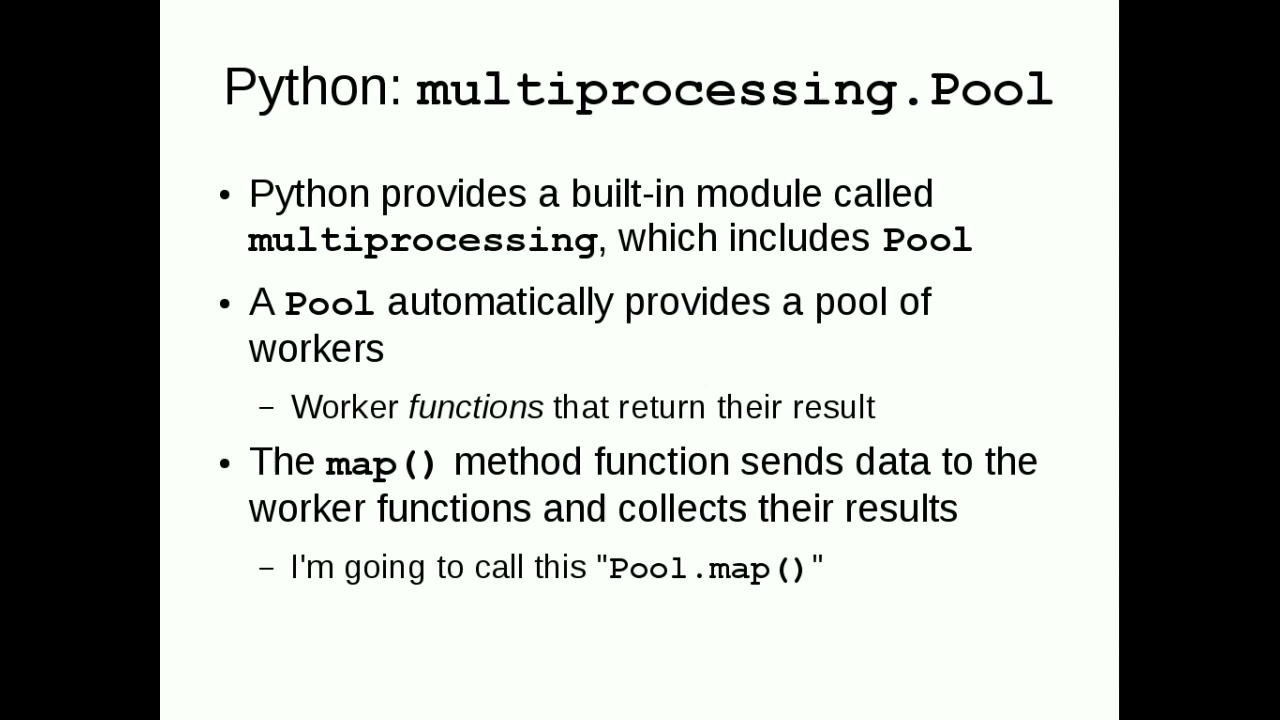 Python: multiprocessing.Pool
• Python provides a built-in module called
multiprocessing, which includes Pool
• A Pool automatically provides a pool of
workers
– Worker functions that return their result
• The map() method function sends data to the
worker functions and collects their results
– I'm going to call this "Pool.map()"